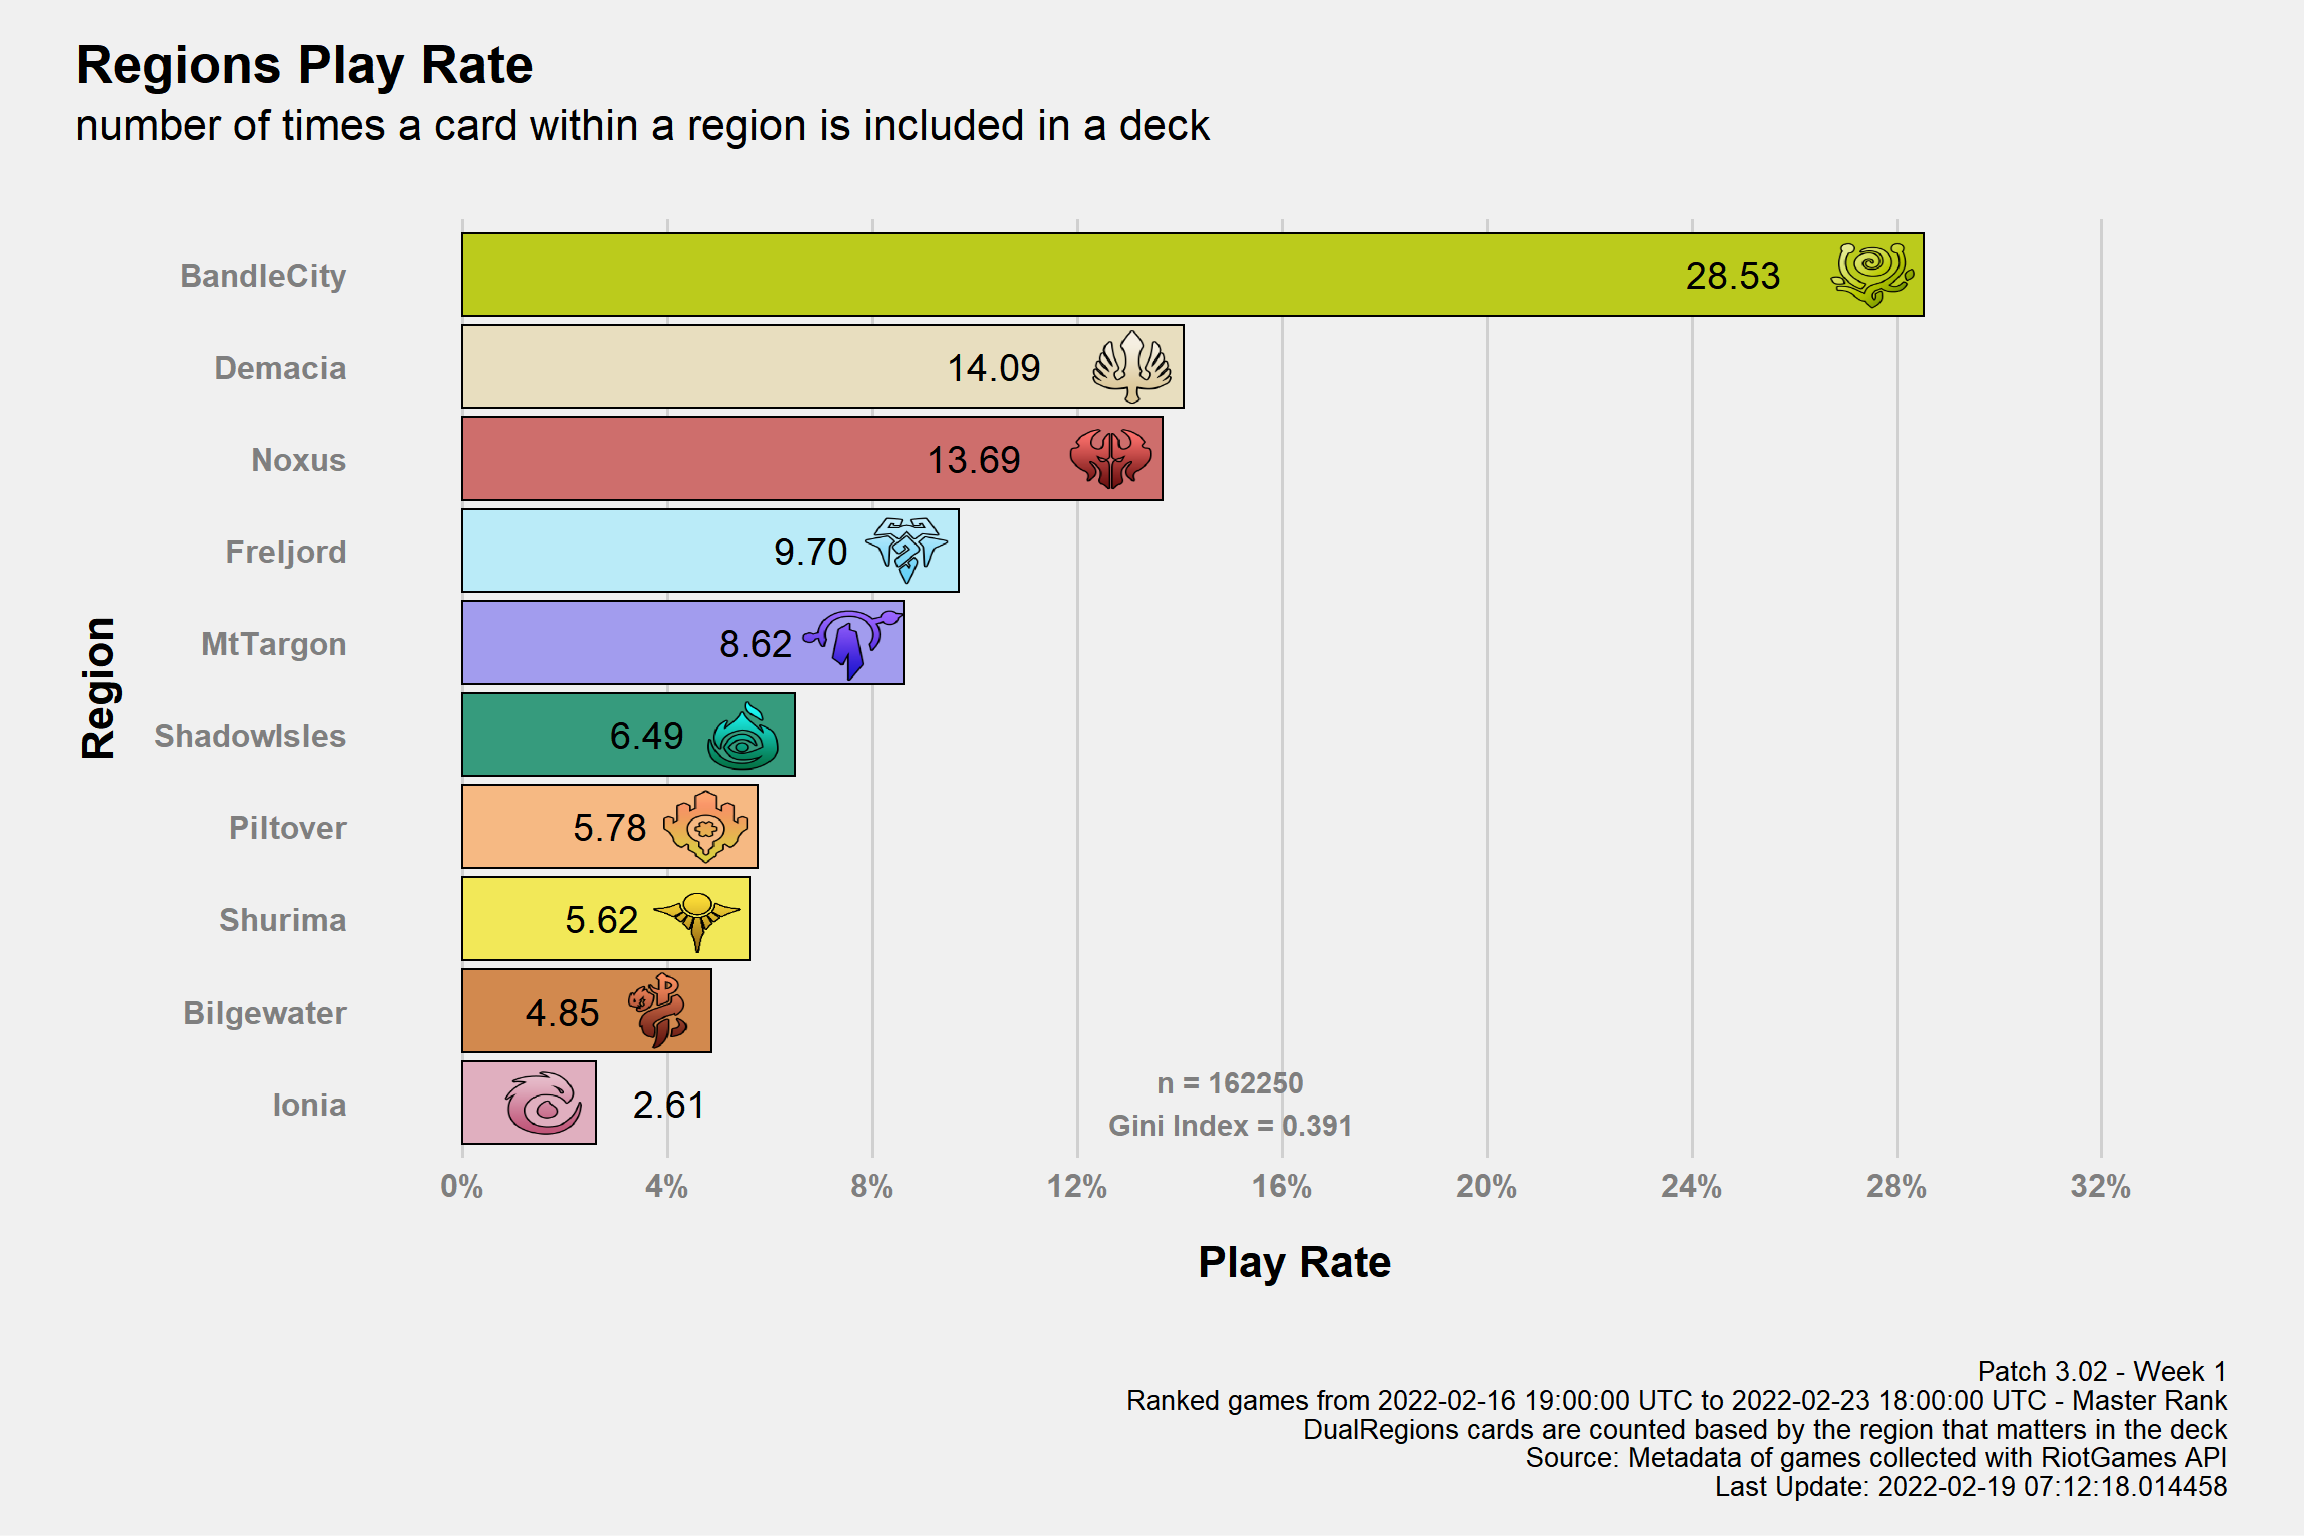 Regions Play Rate
number of times a card within a region is included in a deck
Region
BandleCity
28.53
Demacia
14.09
Noxus
13.69
Freljord
9.70
MtTargon
8.62
ShadowIsles
6.49
Piltover
5.78
Shurima
5.62
Bilgewater
4.85
Ionia
2.61
n = 162250
Gini Index = 0.391
0% 4% 8% 12% 16% 20% 24% 28% 32%
Play Rate
Patch 3.02 - Week 1
Ranked games from 2022-02-16 19:00:00 UTC to 2022-02-23 18:00:00 UTC - Master Rank
DualRegions cards are counted based by the region that matters in the deck
Source: Metadata of games collected with RiotGames API
Last Update: 2022-02-19 07:12:18.014458